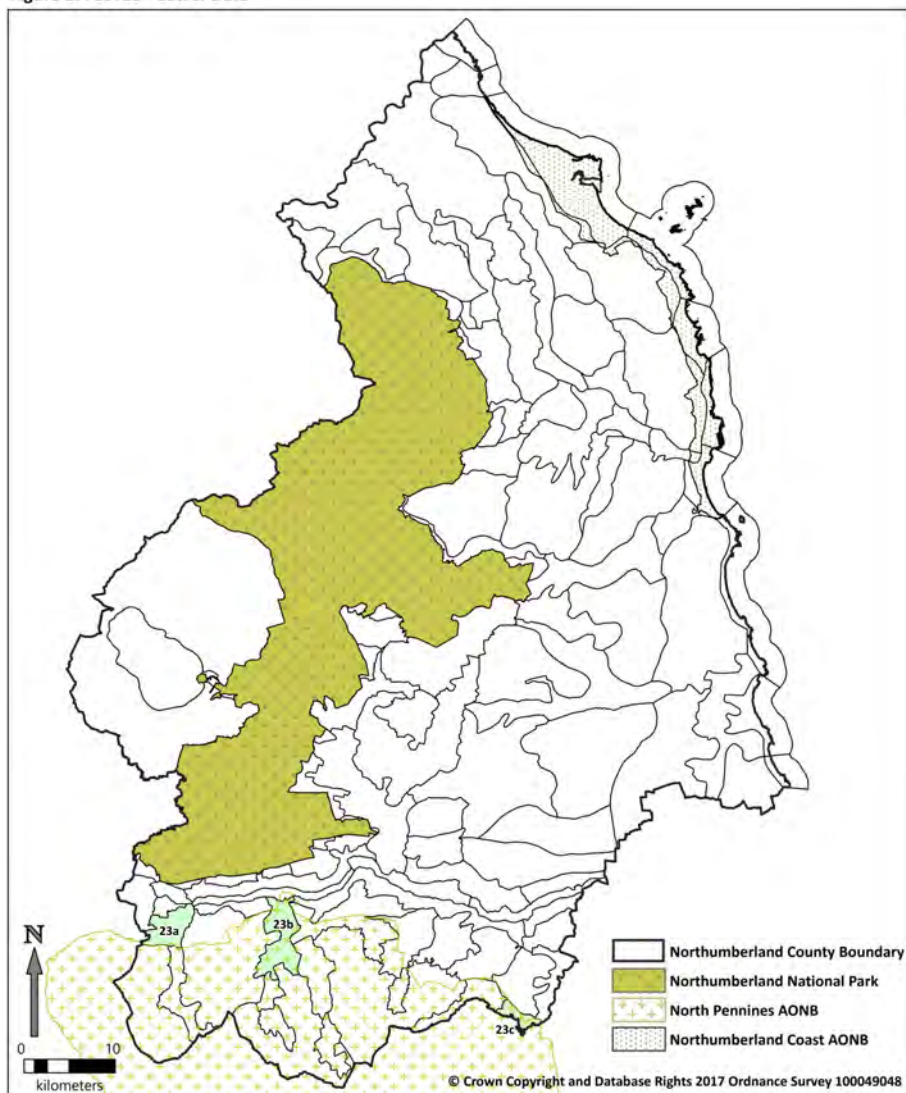 23a
23b
23c
N
0 10
kilometers
Northumberland County Boundary
Northumberland National Park
North Pennines AONB
Northumberland Coast AONB
© Crown Copyright and Database Rights 2017 Ordnance Survey 100049048